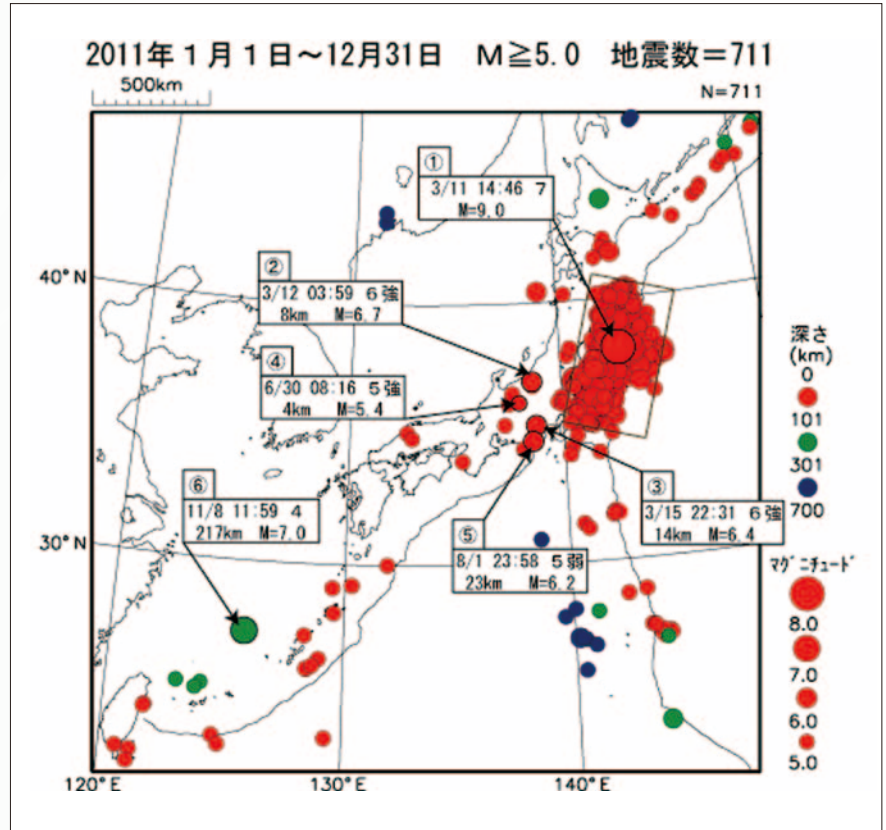 2011年1月1日～12月31日 M≧5.0 地震数＝711
500km
N=711
①
3/11 14:46 7
M=9.0
②
3/12 03:59 6強
8km M=6.7
40°N
④
6/30 08:16 5強
4km M=5.4
深さ
(km)
0
101
301
700
⑥
11/8 11:59 4
217km M=7.0
③
3/15 22:31 6強
14km M=6.4
⑤
8/1 23:58 5弱
23km M=6.2
30°N
マグニチュード
8.0
7.0
6.0
5.0
120°E
130°E
140°E